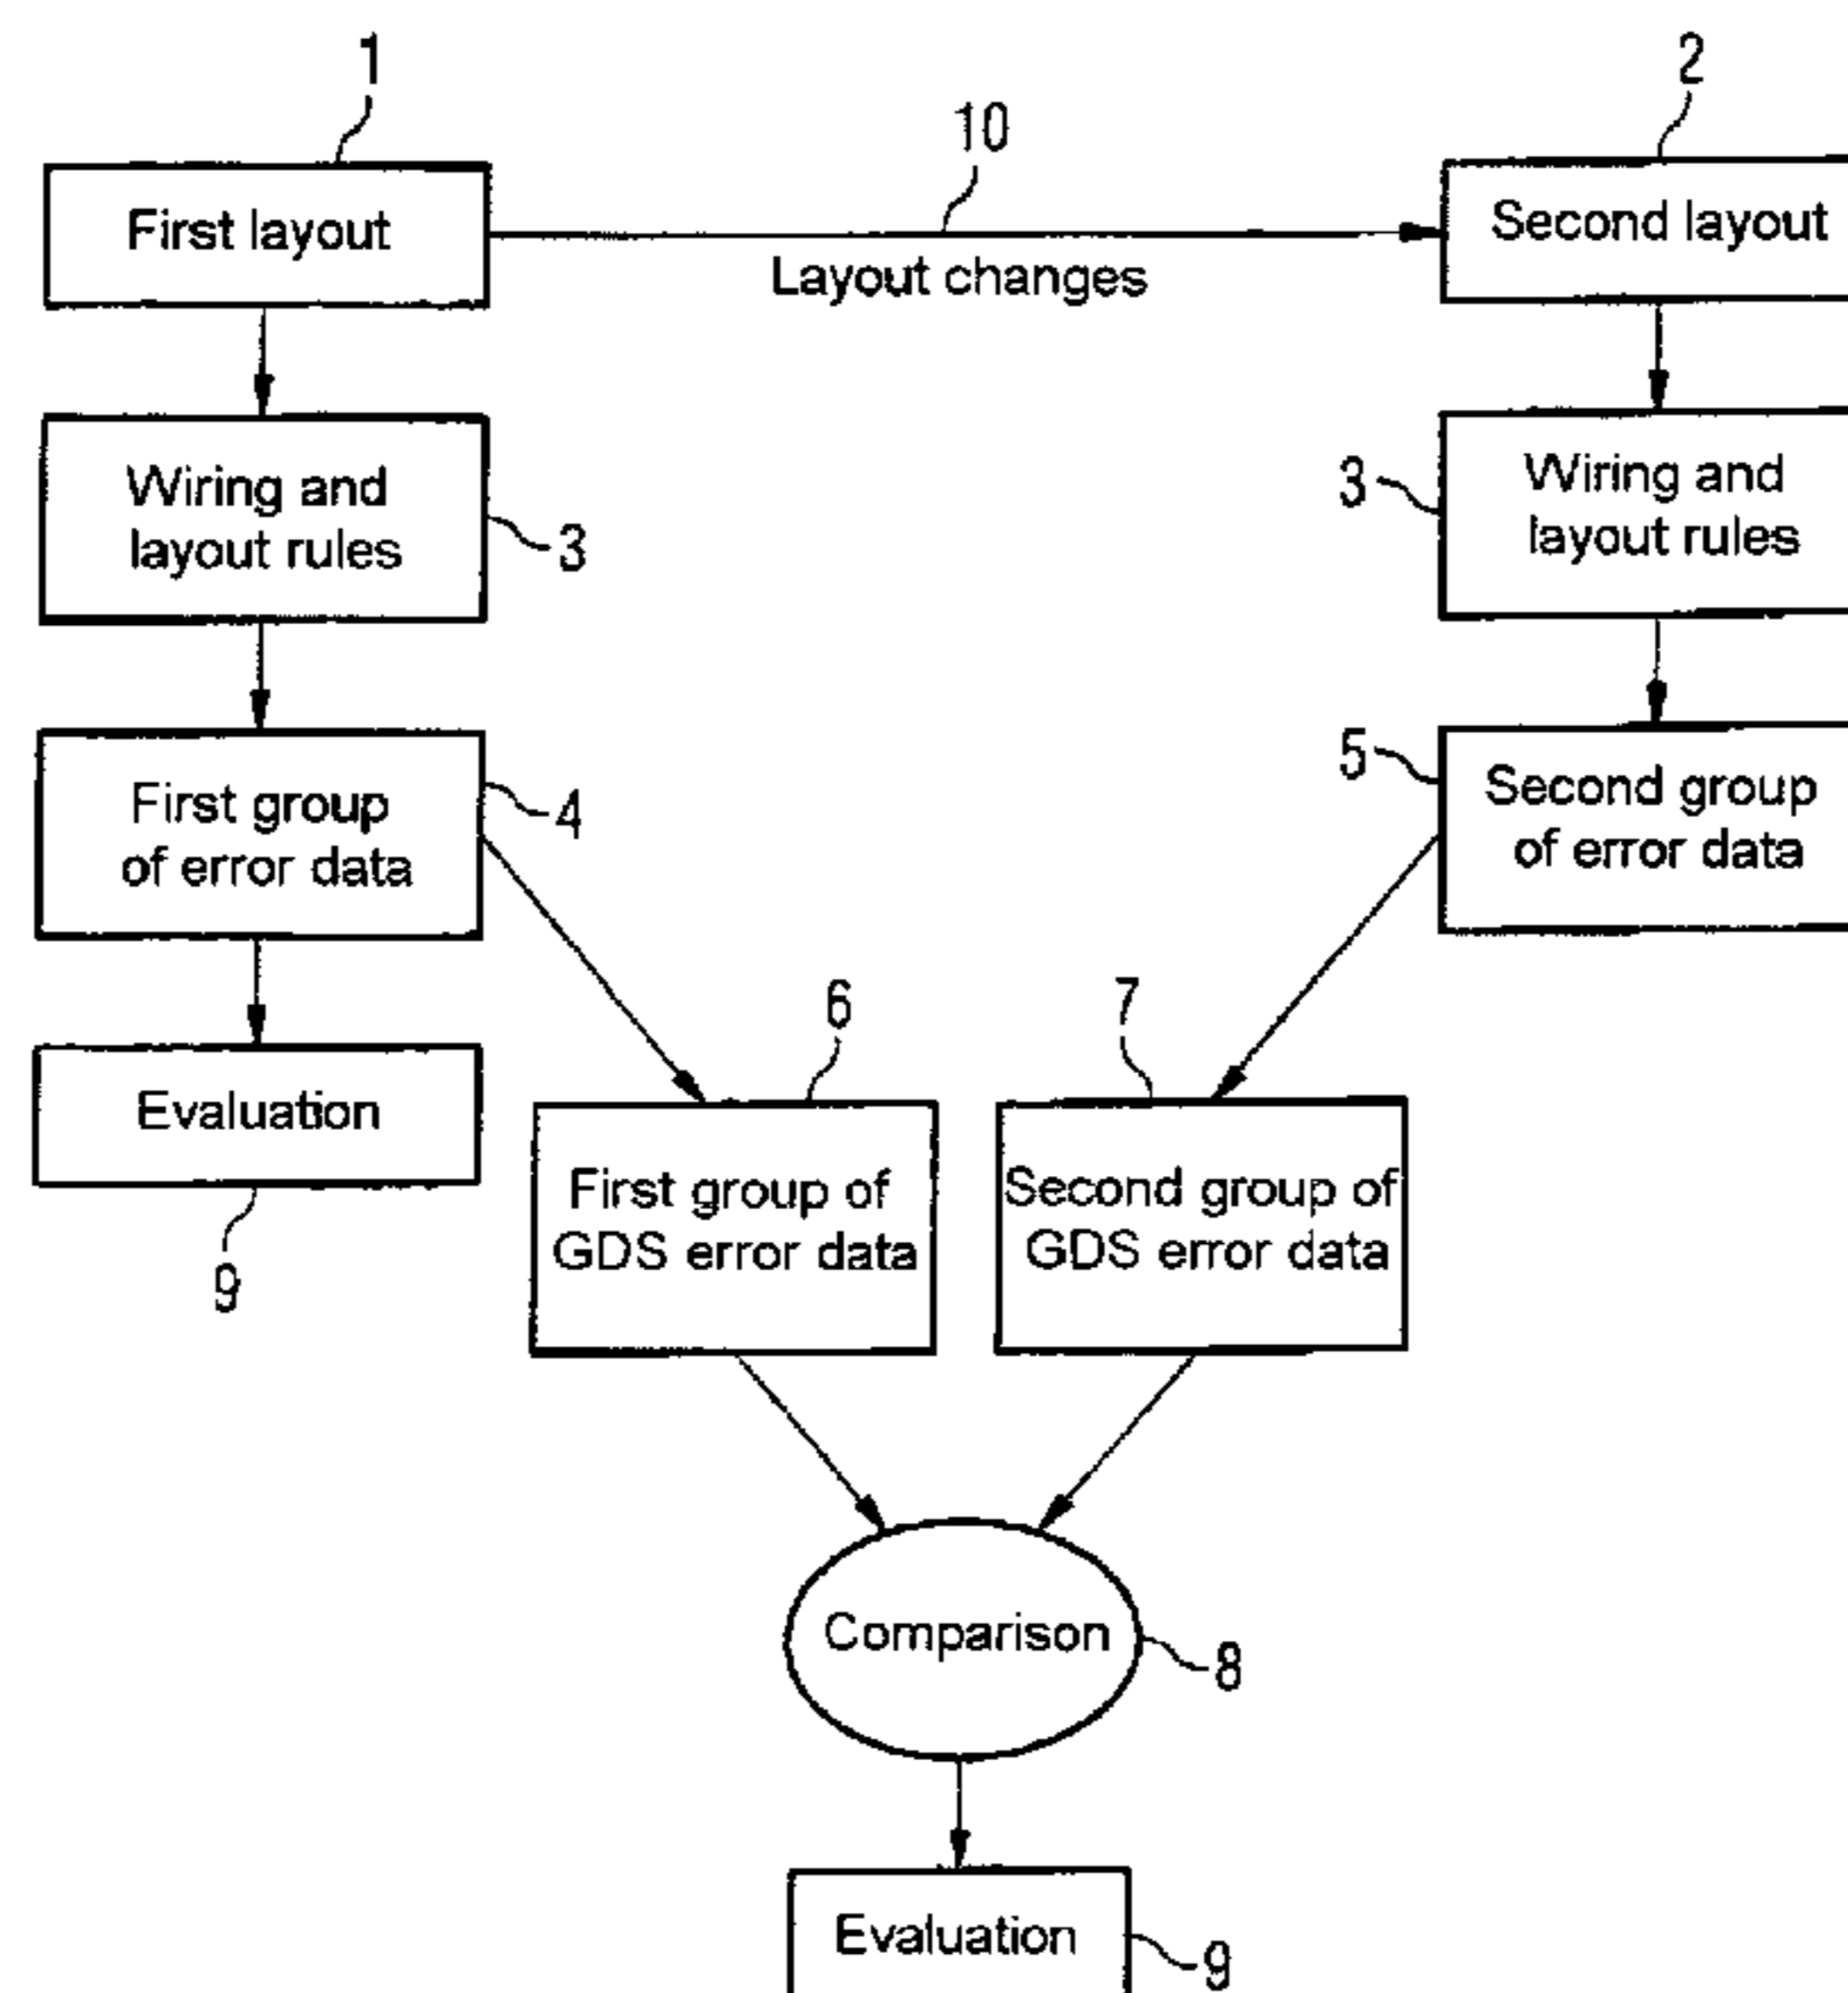 1
2
10
First layout
Second layout
Layout changes
Wiring and
layout rules
3
3
Wiring and
layout rules
First group
of error data
4
5
Second group
of error data
6
7
Evaluation
9
First group of
GDS error data
Second group of
GDS error data
Comparison
8
Evaluation
9